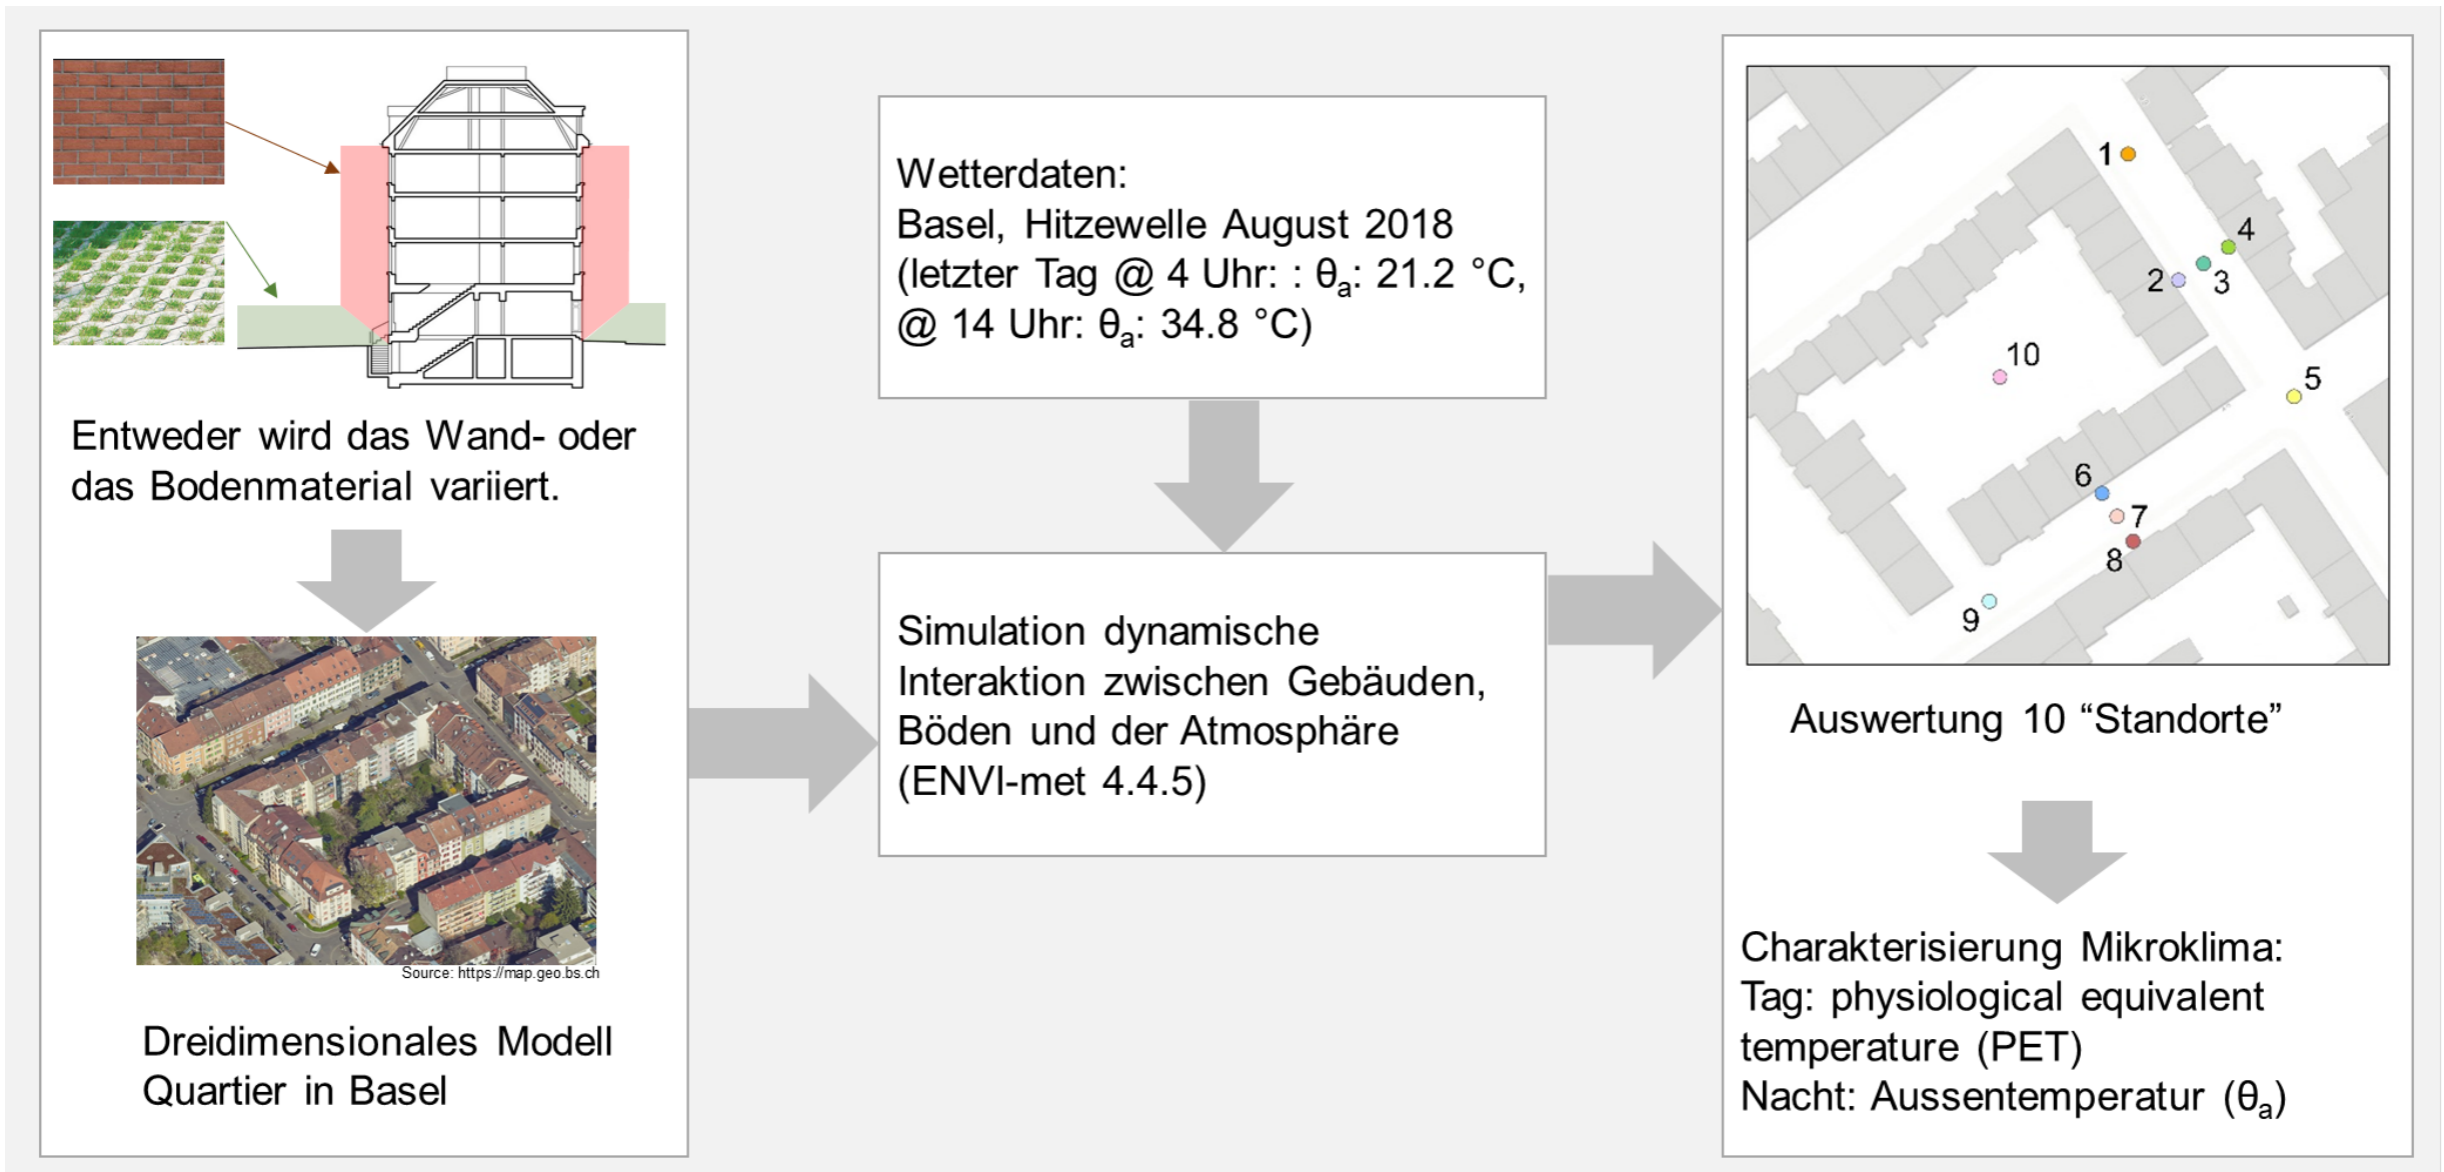 Entweder wird das Wand- oder
das Bodenmaterial variiert.
Source: https://map.geo.bs.ch
Dreidimensionales Modell
Quartier in Basel
Wetterdaten:
Basel, Hitzewelle August 2018
(letzter Tag @ 4 Uhr: : θa: 21.2 °C,
@ 14 Uhr: θa: 34.8 °C)
Simulation dynamische
Interaktion zwischen Gebäuden,
Böden und der Atmosphäre
(ENVI-met 4.4.5)
1
4
2
3
10
5
6
7
8
9
Auswertung 10 “Standorte”
Charakterisierung Mikroklima:
Tag: physiological equivalent
temperature (PET)
Nacht: Aussentemperatur (θa)